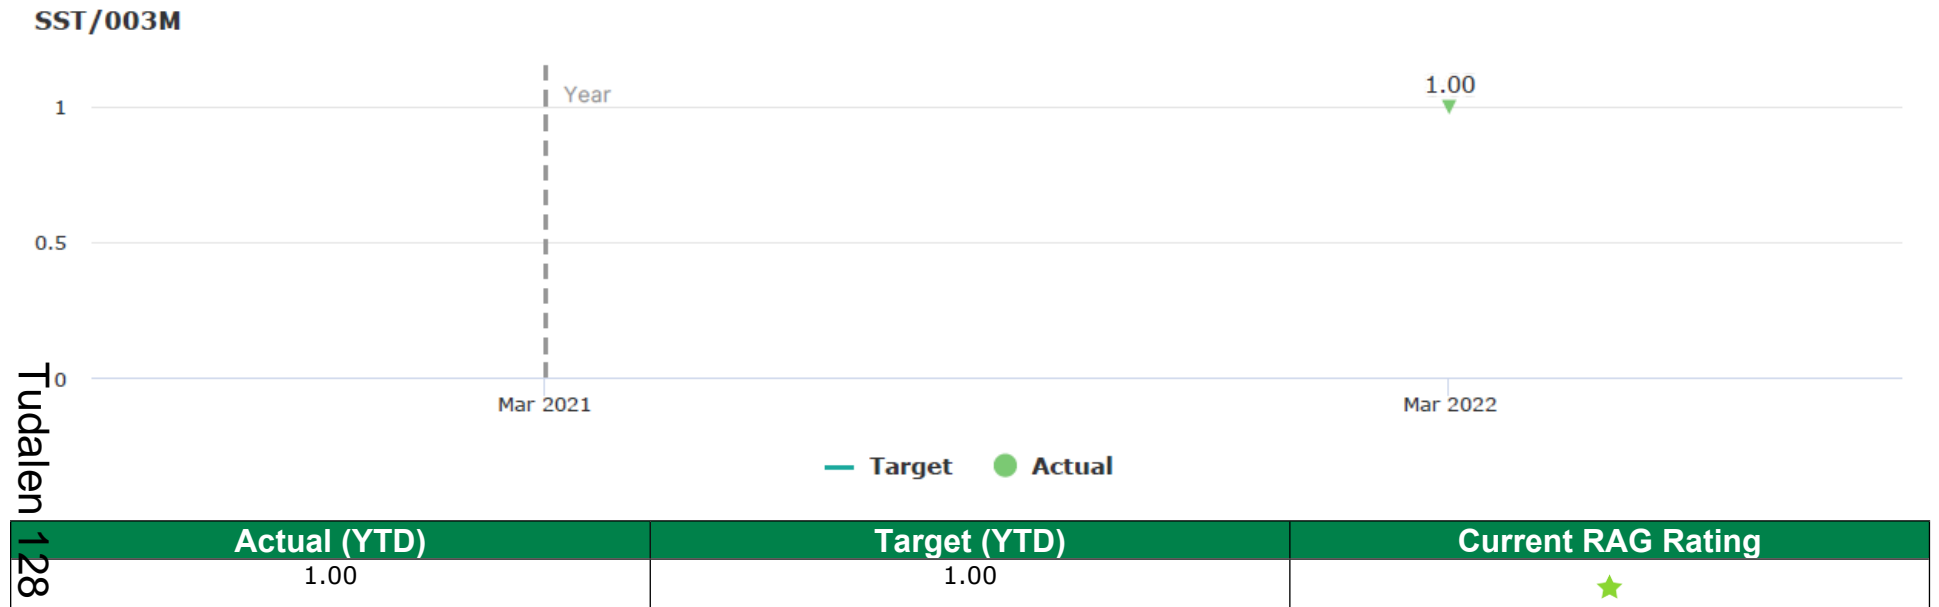 SST/003M
Year
1.00
1
0.5
0
Mar 2021
Mar 2022
Target
Actual
Tudalen 128
Actual (YTD) Target (YTD) Current RAG Rating
1.00 1.00